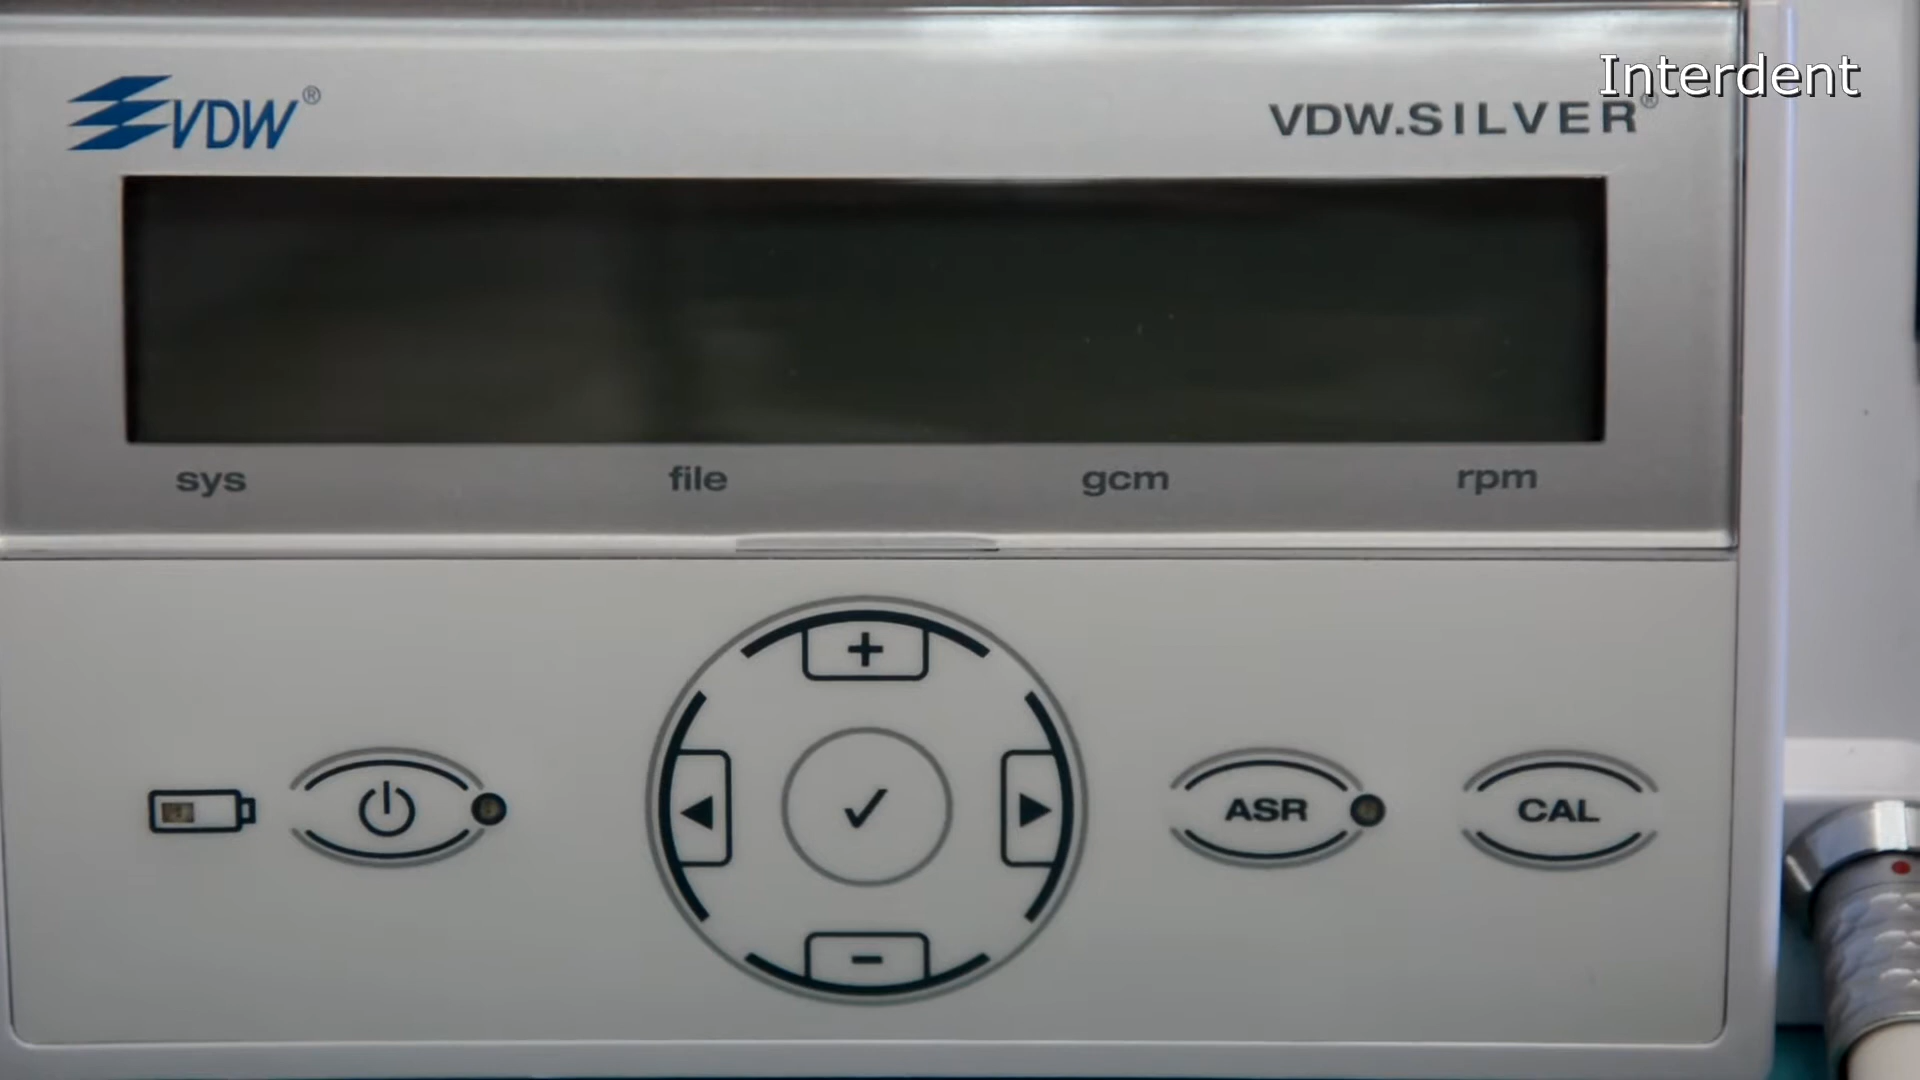 Interdent
VDW®
VDW.SILVER®
sys file gcm rpm
+
✓
ASR
CAL
-